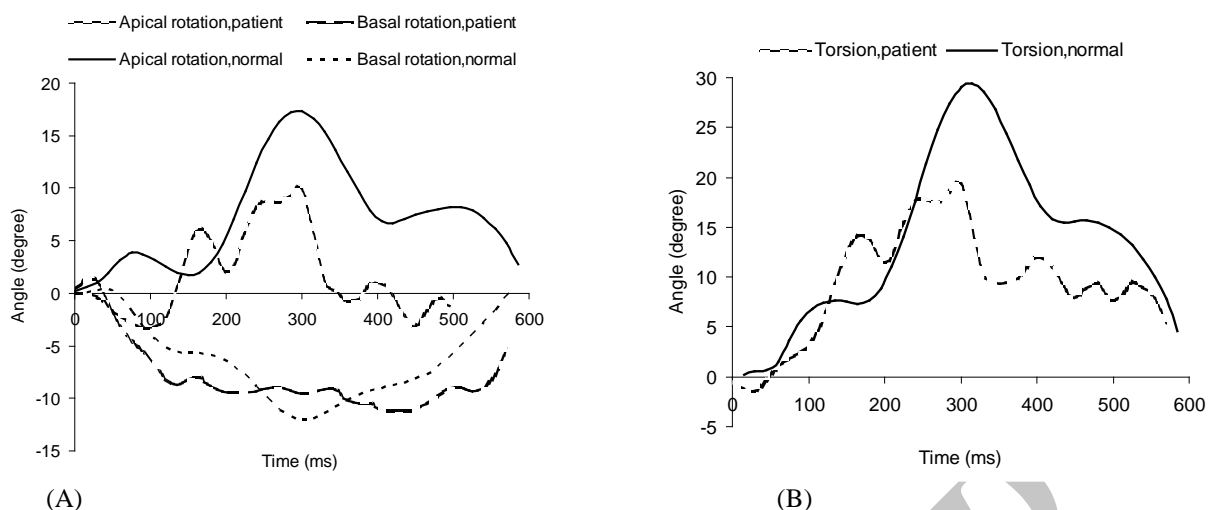 Apical rotation,patient
Basal rotation,patient
Apical rotation,normal
Basal rotation,normal
20
15
10
5
0
-5
-10
-15
0 100 200 300 400 500 600
Angle (degree)
Time (ms)
(A)
Torsion,patient
Torsion,normal
30
25
20
15
10
5
0
-5
0 100 200 300 400 500 600
Angle (degree)
Time (ms)
(B)